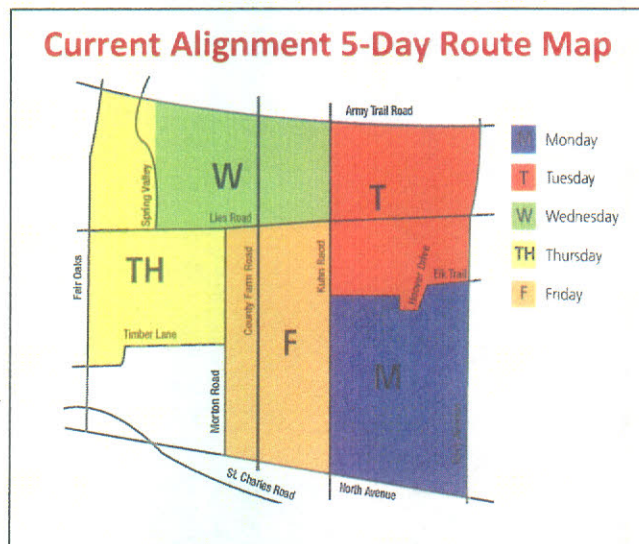 Current Alignment 5-Day Route Map
Army Trail Road
M Monday
T Tuesday
W Wednesday
TH Thursday
F Friday
W
T
Spring Valley
Lies Road
Fair Oaks
TH
County Farm Road
Kuhn Raod
Hoover Drive
Elk Trail
Timber Lane
F
M
Morton Road
St. Charles Road
North Avenue